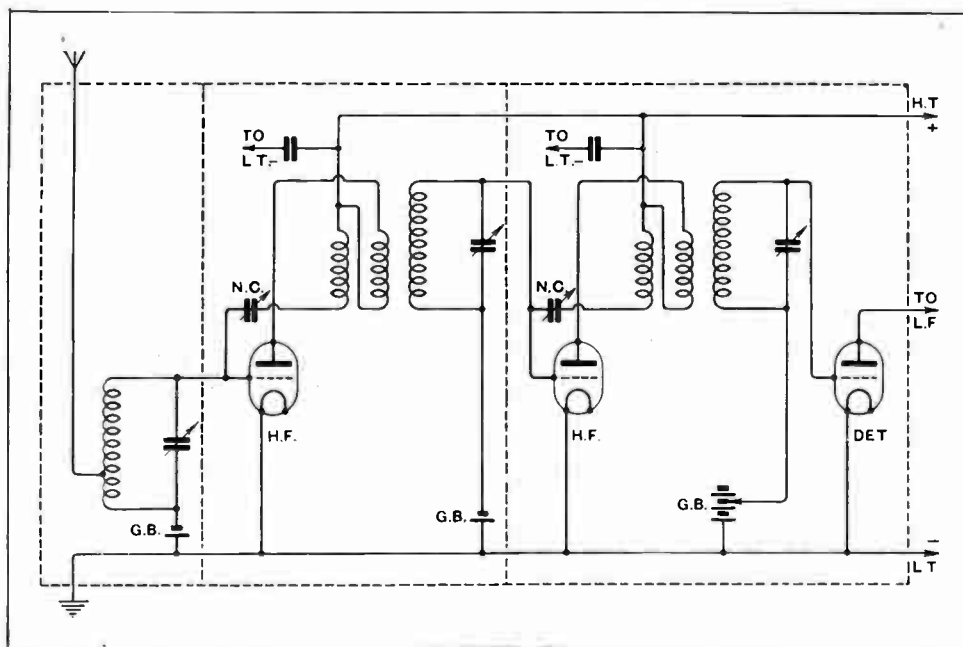 H.T
+
TO
L.T.-
TO
L.T.-
N.C.
N.C.
TO
L.F
H.F.
H.F.
DET
G.B.
G.B.
G.B.
-
L T